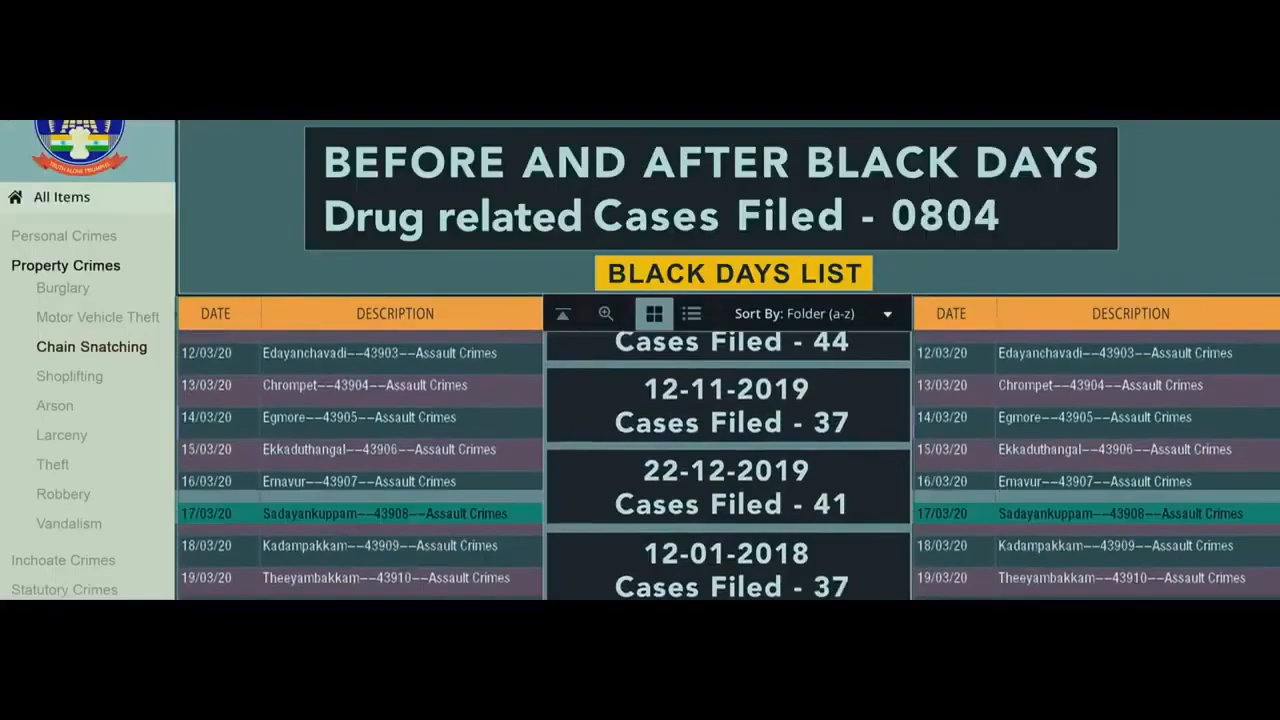 TRUTH ALONE TRIUMPHS
All Items
Personal Crimes
Property Crimes
Burglary
Motor Vehicle Theft
Chain Snatching
Shoplifting
Arson
Larceny
Theft
Robbery
Vandalism
Inchoate Crimes
Statutory Crimes
BEFORE AND AFTER BLACK DAYS
Drug related Cases Filed - 0804
BLACK DAYS LIST
DATE DESCRIPTION
12/03/20 Edayanchavadi--43903--Assault Crimes
13/03/20 Chrompet--43904--Assault Crimes
14/03/20 Egmore--43905--Assault Crimes
15/03/20 Ekkaduthangal--43906--Assault Crimes
16/03/20 Ernavur--43907--Assault Crimes
17/03/20 Sadayankuppam--43908--Assault Crimes
18/03/20 Kadampakkam--43909--Assault Crimes
19/03/20 Theeyambakkam--43910--Assault Crimes
Sort By: Folder (a-z)
Cases Filed - 44
12-11-2019
Cases Filed - 37
22-12-2019
Cases Filed - 41
12-01-2018
Cases Filed - 37
DATE DESCRIPTION
12/03/20 Edayanchavadi--43903--Assault Crimes
13/03/20 Chrompet--43904--Assault Crimes
14/03/20 Egmore--43905--Assault Crimes
15/03/20 Ekkaduthangal--43906--Assault Crimes
16/03/20 Ernavur--43907--Assault Crimes
17/03/20 Sadayankuppam--43908--Assault Crimes
18/03/20 Kadampakkam--43909--Assault Crimes
19/03/20 Theeyambakkam--43910--Assault Crimes